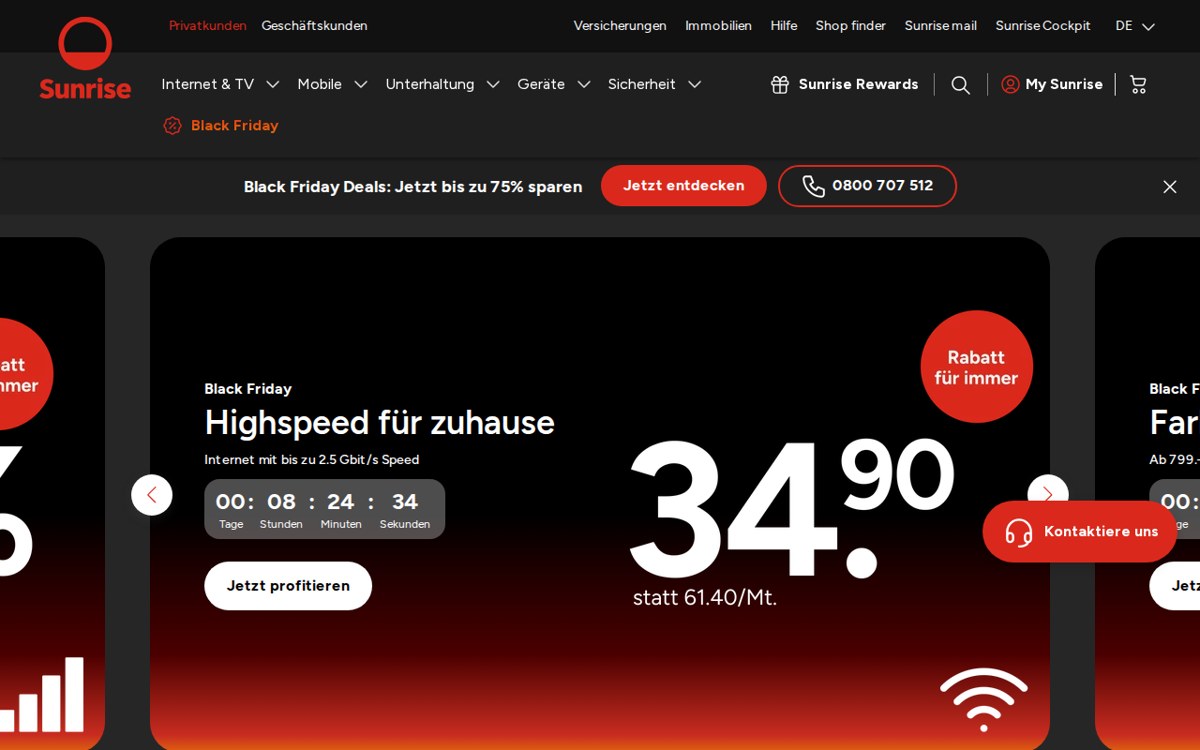 Privatkunden Geschäftskunden Versicherungen Immobilien Hilfe Shop finder Sunrise mail Sunrise Cockpit DE
Sunrise
Internet & TV Mobile Unterhaltung Geräte Sicherheit Sunrise Rewards My Sunrise
Black Friday
Black Friday Deals: Jetzt bis zu 75% sparen Jetzt entdecken 0800 707 512
Rabatt
für immer
Black Friday
Highspeed für zuhause
Internet mit bis zu 2.5 Gbit/s Speed
00 : 08 : 24 : 34
Tage Stunden Minuten Sekunden
Jetzt profitieren
34.90
statt 61.40/Mt.
Kontaktiere uns
Ab 799.-
00: